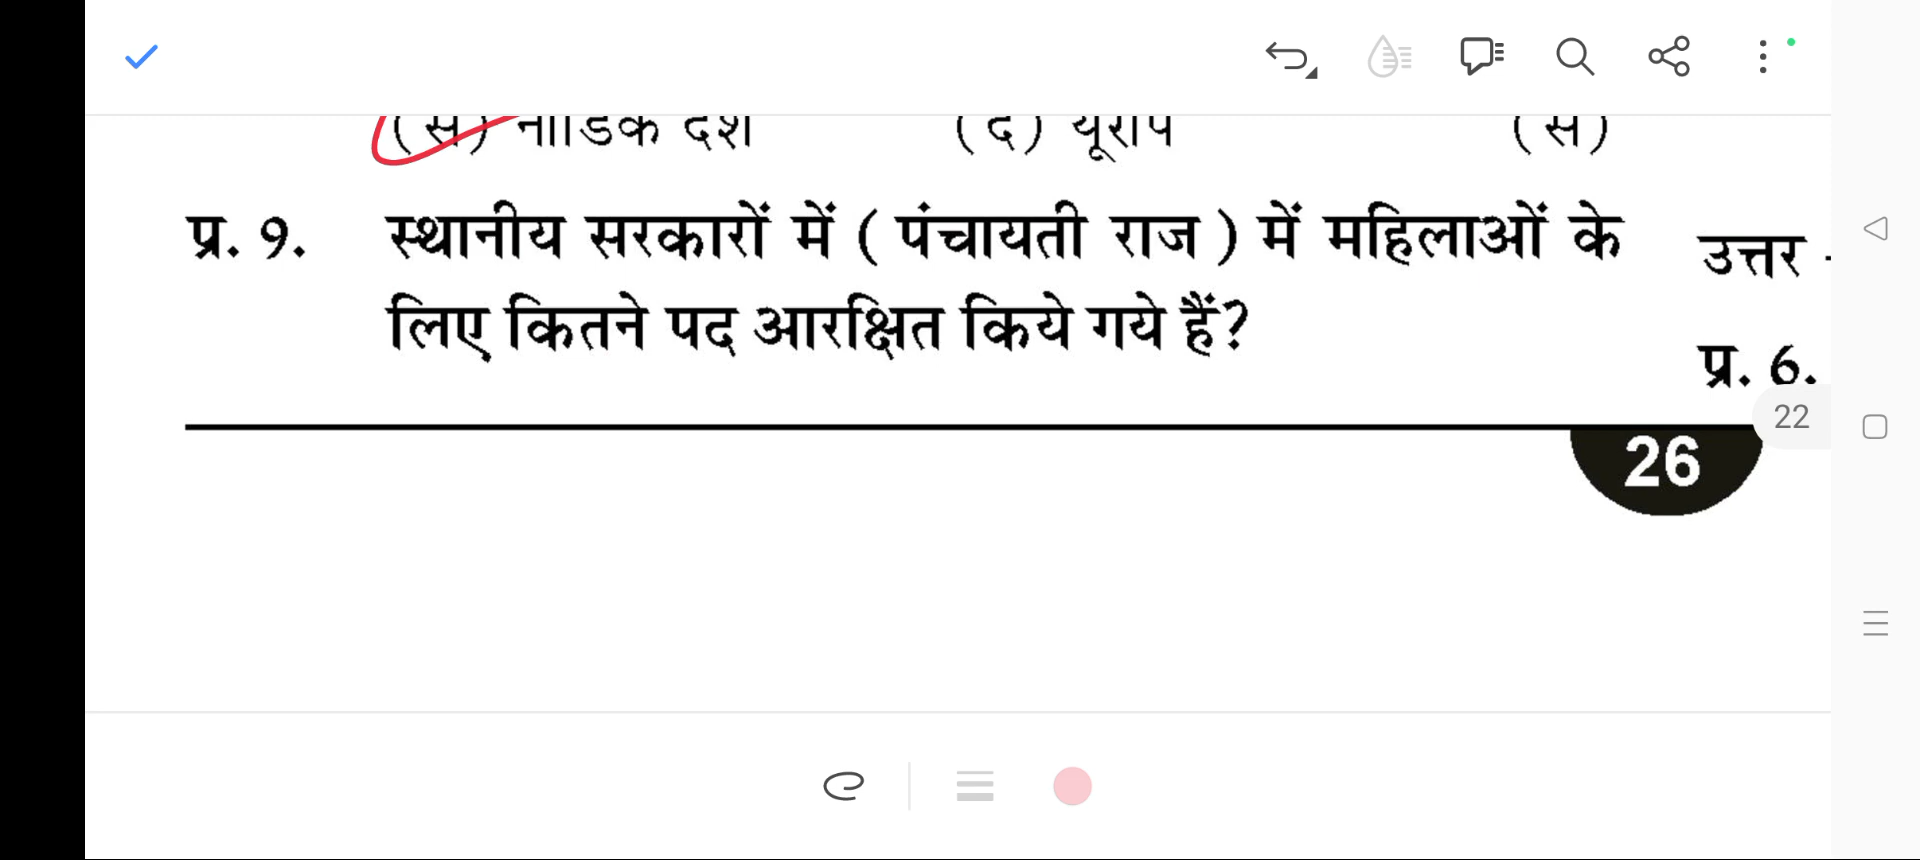 (स) नॉर्डिक देश (द) यूरोप
(स)
प्र. 9. स्थानीय सरकारों में ( पंचायती राज ) में महिलाओं के
लिए कितने पद आरक्षित किये गये हैं?
उत्तर -
प्र. 6.
22
26